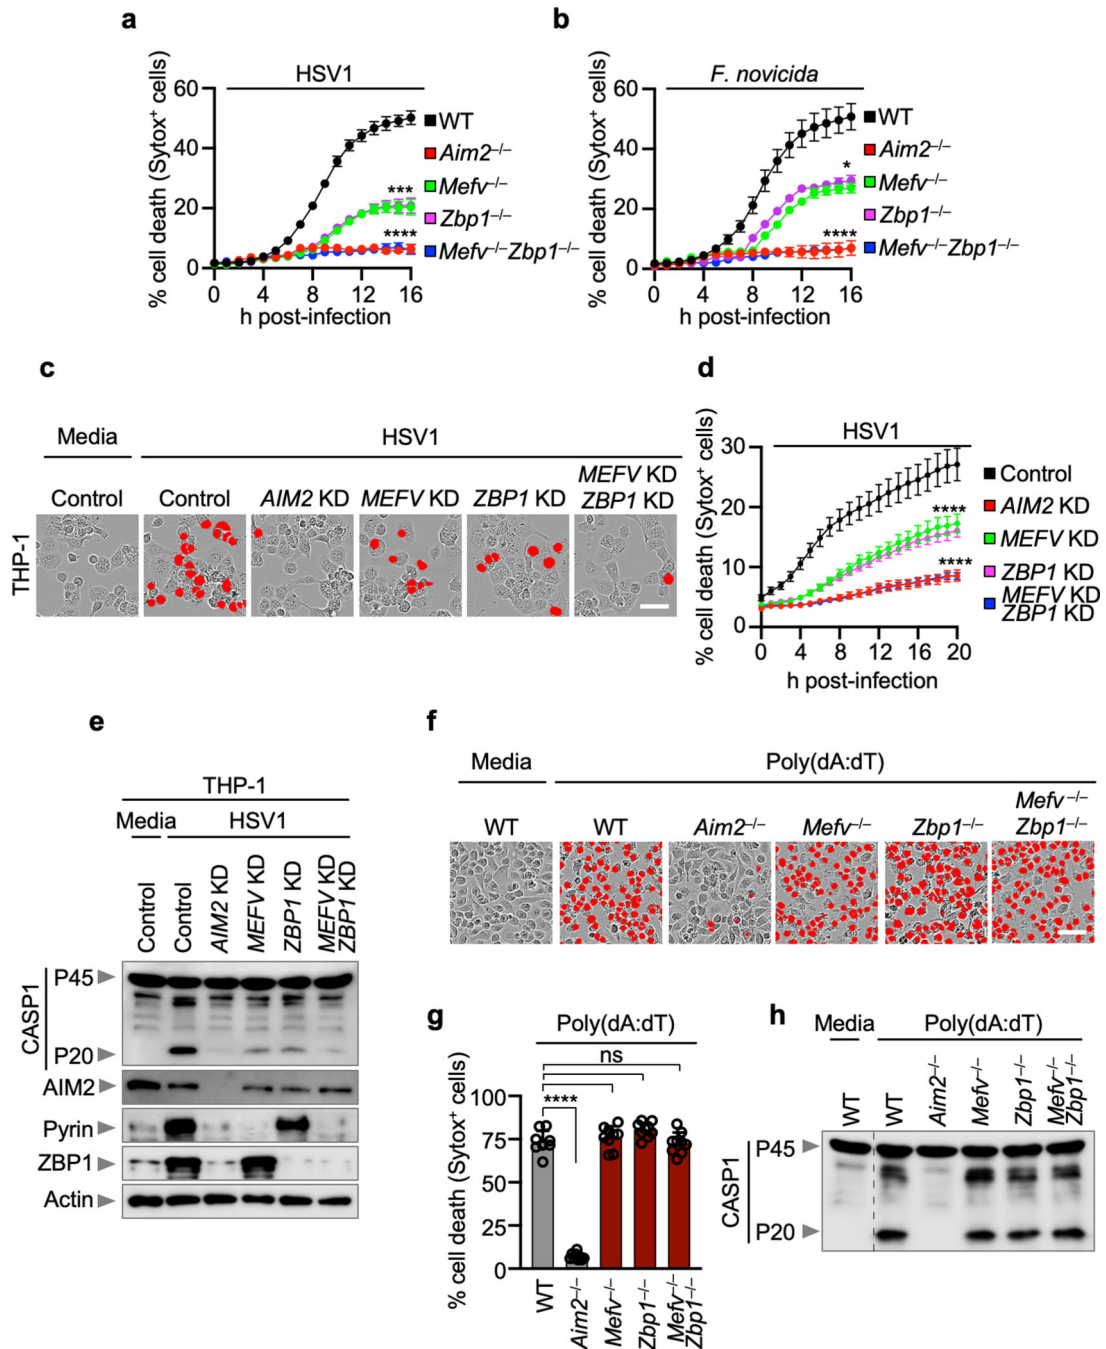 a
HSV1
% cell death (Sytox⁺ cells)
60
40
20
0
0 4 8 12 16
h post-infection
***
****
WT
Aim2⁻/⁻
Mefv⁻/⁻
Zbp1⁻/⁻
Mefv⁻/⁻Zbp1⁻/⁻
b
F. novicida
% cell death (Sytox⁺ cells)
60
40
20
0
0 4 8 12 16
h post-infection
*
****
WT
Aim2⁻/⁻
Mefv⁻/⁻
Zbp1⁻/⁻
Mefv⁻/⁻Zbp1⁻/⁻
c
Media HSV1
Control Control AIM2 KD MEFV KD ZBP1 KD MEFV KD
ZBP1 KD
THP-1
d
HSV1
% cell death (Sytox⁺ cells)
30
20
10
0
0 4 8 12 16 20
h post-infection
****
****
Control
AIM2 KD
MEFV KD
ZBP1 KD
MEFV KD
ZBP1 KD
e
THP-1
Media HSV1
Control Control AIM2 KD MEFV KD ZBP1 KD MEFV KD
ZBP1 KD
CASP1
P45
P20
AIM2
Pyrin
ZBP1
Actin
f
Media Poly(dA:dT)
WT WT Aim2⁻/⁻ Mefv⁻/⁻ Zbp1⁻/⁻ Mefv⁻/⁻
Zbp1⁻/⁻
g
Poly(dA:dT)
ns
****
% cell death (Sytox⁺ cells)
100
75
50
25
0
WT Aim2⁻/⁻ Mefv⁻/⁻ Zbp1⁻/⁻ Mefv⁻/⁻
Zbp1⁻/⁻
h
Media Poly(dA:dT)
WT WT Aim2⁻/⁻ Mefv⁻/⁻ Zbp1⁻/⁻ Mefv⁻/⁻
Zbp1⁻/⁻
CASP1
P45
P20